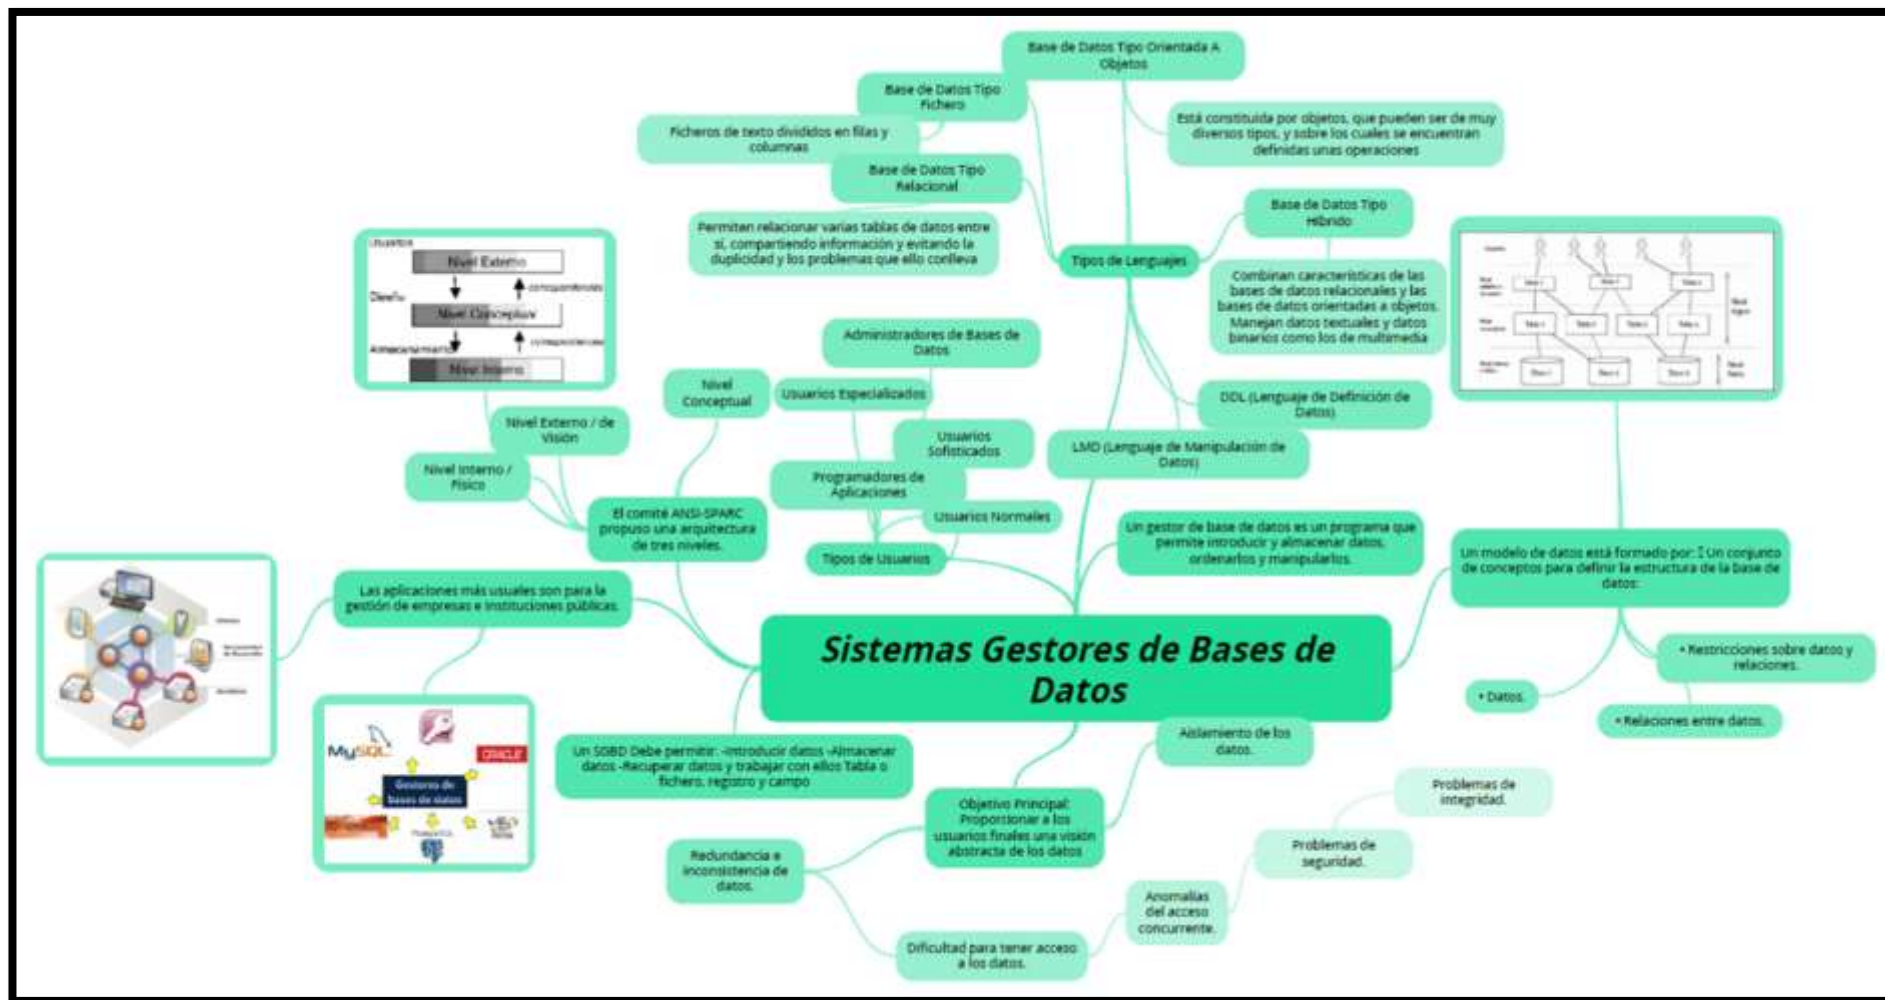 Base de Datos Tipo Orientada A
Objetos
Base de Datos Tipo
Fichero
Ficheros de texto divididos en filas y
columnas
Está constituida por objetos, que pueden ser de muy
diversos tipos, y sobre los cuales se encuentran
definidas unas operaciones
Base de Datos Tipo
Relacional
Permiten relacionar varias tablas de datos entre
sí, compartiendo información y evitando la
duplicidad y los problemas que ello conlleva
Base de Datos Tipo
Híbrido
Tipos de Lenguajes
Combinan características de las
bases de datos relacionales y las
bases de datos orientadas a objetos.
Manejan datos textuales y datos
binarios como los de multimedia
Usuarios
Nivel Externo
Diseño
Nivel Conceptual
Almacenamiento
Nivel Interno
Administradores de Bases de
Datos
Nivel
Conceptual
Usuarios Especializados
DDL (Lenguaje de Definición de
Datos)
Nivel Externo / de
Visión
Usuarios
Sofisticados
LMD (Lenguaje de Manipulación de
Datos)
Nivel Interno /
Físico
Programadores de
Aplicaciones
Usuarios Normales
El comité ANSI-SPARC
propuso una arquitectura
de tres niveles.
Tipos de Usuarios
Un gestor de base de datos es un programa que
permite introducir y almacenar datos,
ordenarlos y manipularlos.
Un modelo de datos está formado por: Un conjunto
de conceptos para definir la estructura de la base de
datos:
Las aplicaciones más usuales son para la
gestión de empresas e instituciones públicas.
Sistemas Gestores de Bases de
Datos
• Restricciones sobre datos y
relaciones.
• Datos.
• Relaciones entre datos.
MySQL
ORACLE
Gestores de
bases de datos
PostgreSQL
Un SGBD Debe permitir: -Introducir datos -Almacenar
datos -Recuperar datos y trabajar con ellos Tabla o
fichero, registro y campo
Aislamiento de los
datos.
Objetivo Principal:
Proporcionar a los
usuarios finales una visión
abstracta de los datos
Redundancia e
inconsistencia de
datos.
Dificultad para tener acceso
a los datos.
Anomalías
del acceso
concurrente.
Problemas de
seguridad.
Problemas de
integridad.